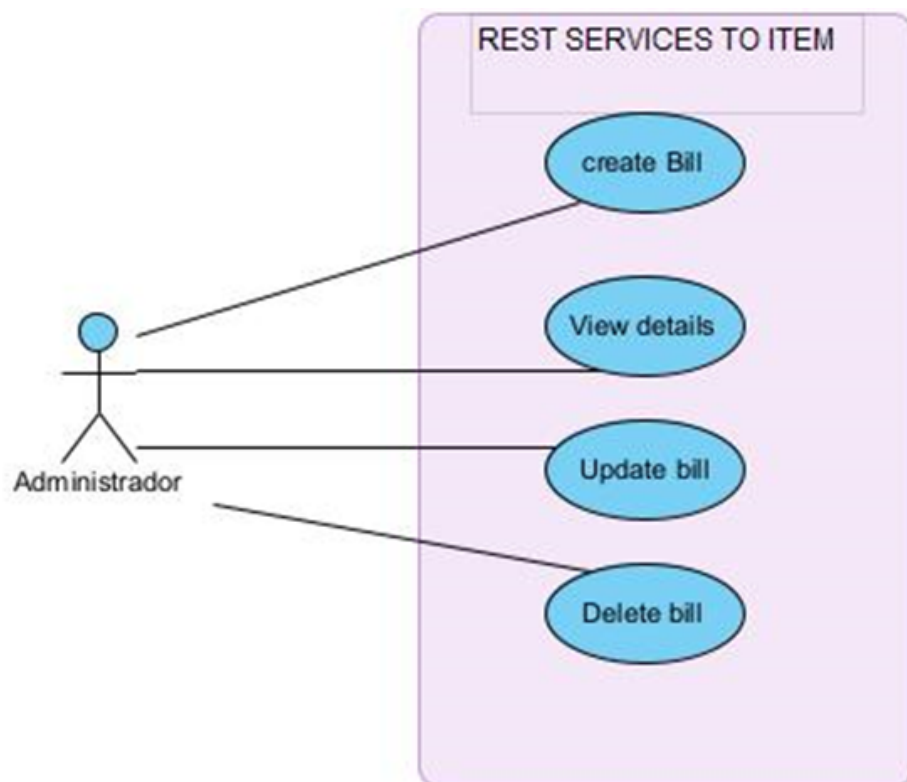 REST SERVICES TO ITEM
create Bill
View details
Update bill
Administrador
Delete bill